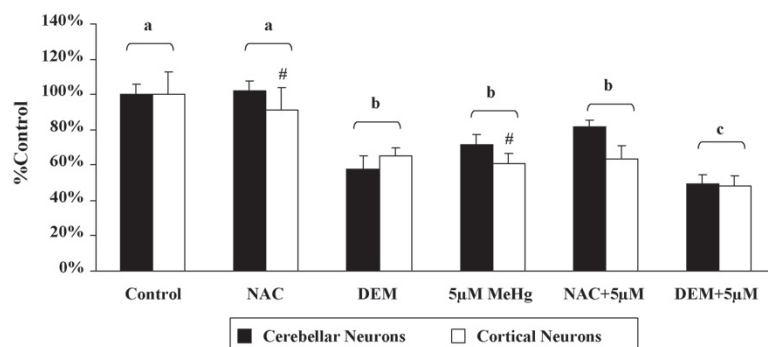 140%
120%
100%
80%
60%
40%
20%
0%
%Control
a
a
#
b
b
#
b
c
Control
NAC
DEM
5µM MeHg
NAC+5µM
DEM+5µM
Cerebellar Neurons
Cortical Neurons